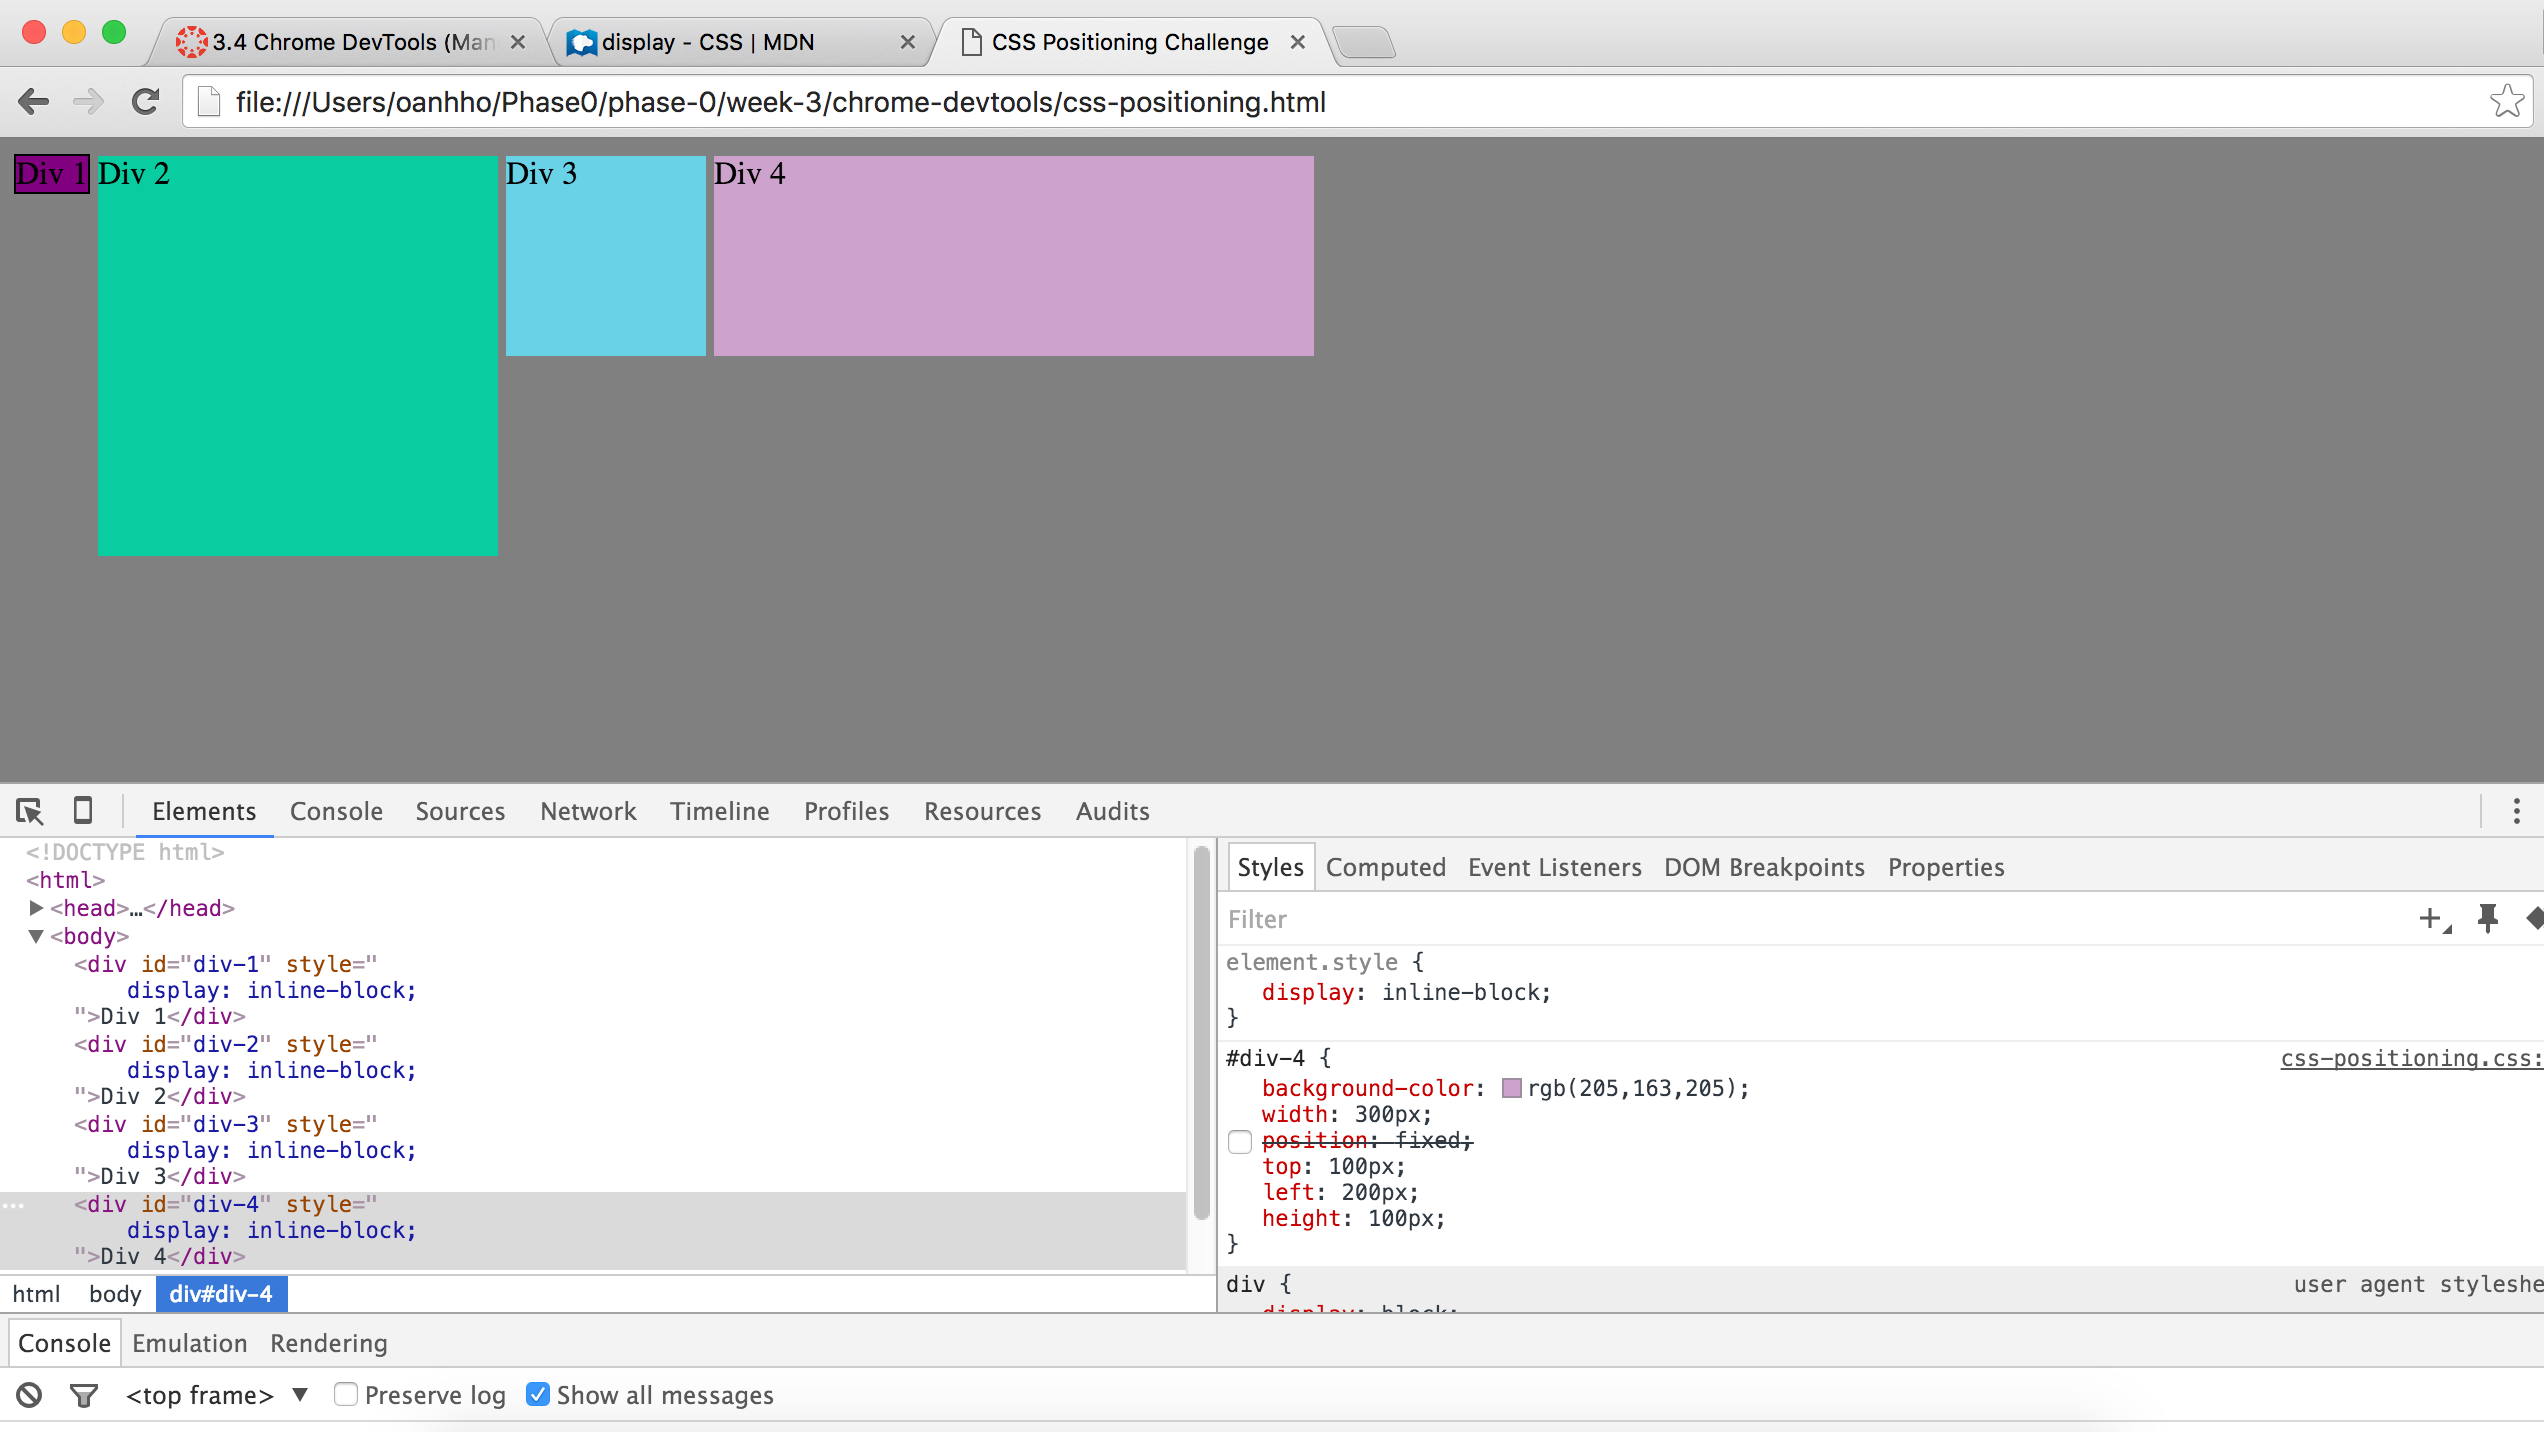 3.4 Chrome DevTools (Man
display - CSS | MDN
CSS Positioning Challenge
file:///Users/oanhho/Phase0/phase-0/week-3/chrome-devtools/css-positioning.html
Div 1
Div 2
Div 3
Div 4
Elements Console Sources Network Timeline Profiles Resources Audits
<!DOCTYPE html>
<html>
<head>…</head>
<body>
<div id="div-1" style="
display: inline-block;
">Div 1</div>
<div id="div-2" style="
display: inline-block;
">Div 2</div>
<div id="div-3" style="
display: inline-block;
">Div 3</div>
<div id="div-4" style="
display: inline-block;
">Div 4</div>
html body div#div-4
Styles Computed Event Listeners DOM Breakpoints Properties
Filter
element.style {
display: inline-block;
}
#div-4 { css-positioning.css:
background-color: rgb(205,163,205);
width: 300px;
position: fixed;
top: 100px;
left: 200px;
height: 100px;
}
div { user agent styleshe
display: block;
Console Emulation Rendering
<top frame> Preserve log Show all messages